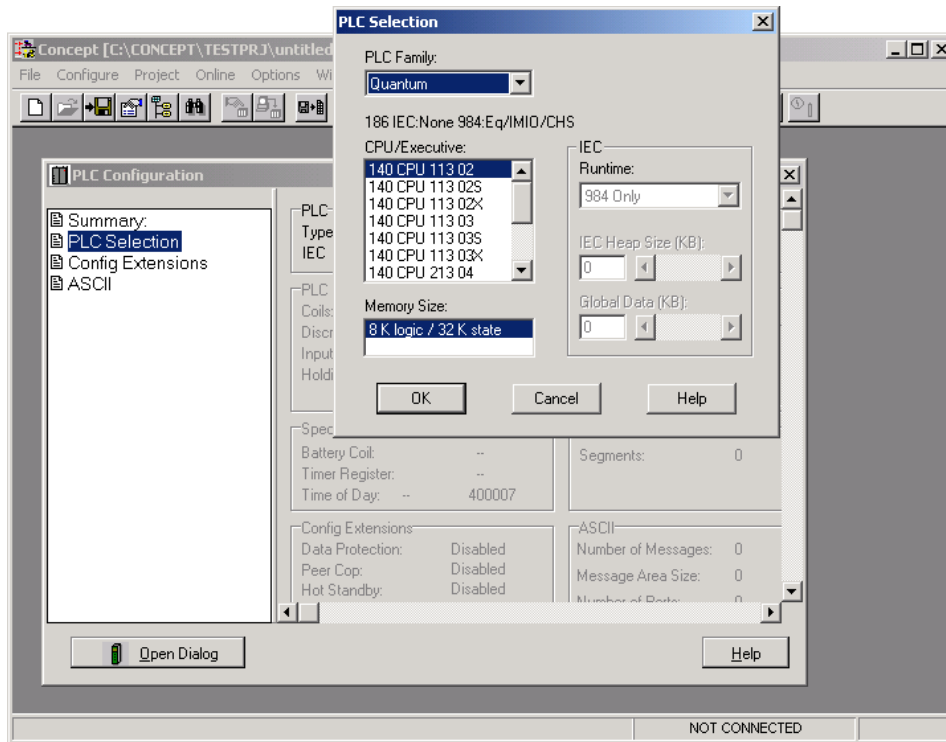 Concept [C:\CONCEPT\TESTPRJ\untitled
File Configure Project Online Options Wi
PLC Selection
PLC Family:
Quantum
186 IEC:None 984:Eq/IMIO/CHS
CPU/Executive:
140 CPU 113 02
140 CPU 113 02S
140 CPU 113 02X
140 CPU 113 03
140 CPU 113 03S
140 CPU 113 03X
140 CPU 213 04
Memory Size:
8 K logic / 32 K state
IEC
Runtime:
984 Only
IEC Heap Size (KB):
0
Global Data (KB):
0
OK Cancel Help
PLC Configuration
Summary:
PLC Selection
Config Extensions
ASCII
PLC
Type
IEC
PLC
Coils:
Discr
Input
Holdi
Spec
Battery Coil: --
Timer Register: --
Time of Day: -- 400007
Segments: 0
Config Extensions
Data Protection: Disabled
Peer Cop: Disabled
Hot Standby: Disabled
ASCII
Number of Messages: 0
Message Area Size: 0
Number of Ports: 0
Open Dialog
Help
NOT CONNECTED